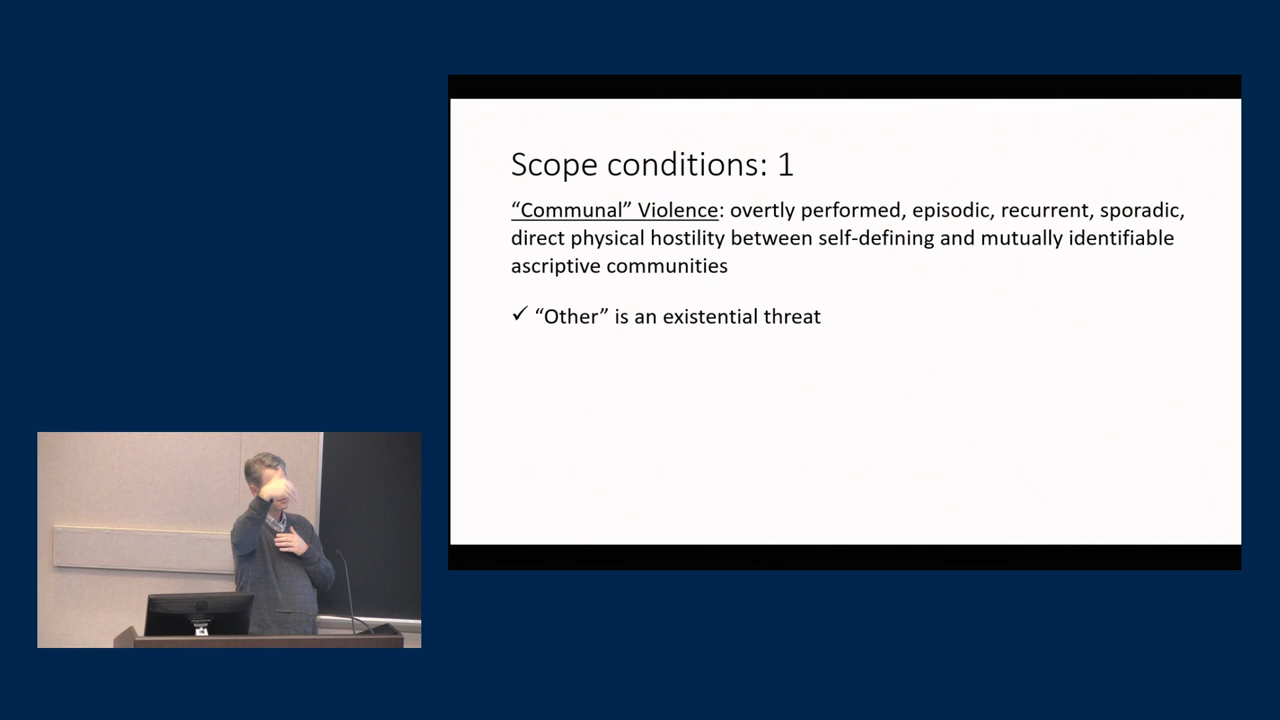 Scope conditions: 1
“Communal” Violence: overtly performed, episodic, recurrent, sporadic,
direct physical hostility between self-defining and mutually identifiable
ascriptive communities
✓ “Other” is an existential threat